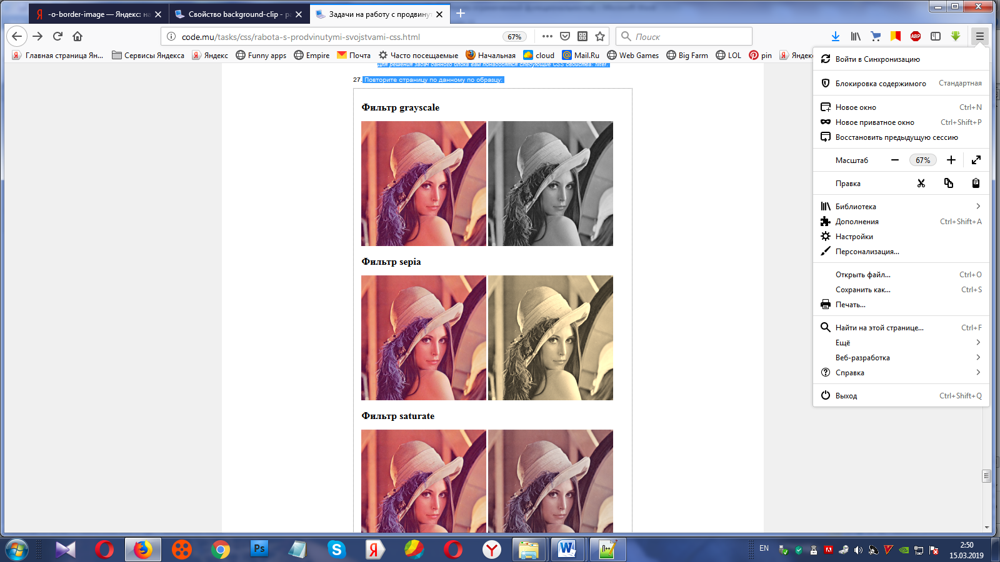 -o-border-image — Яндекс: на
Свойство background-clip - р
Задачи на работу с продвинут
code.mu/tasks/css/rabota-s-prodvinutymi-svojstvami-css.html
67%
Поиск
Главная страница Ян...
Сервисы Яндекса
Яндекс
Funny apps
Empire
Почта
Часто посещаемые
Начальная
cloud
Mail.Ru
Web Games
Big Farm
LOL
pin
Яндекс
Для решения задач данного блока вам понадобятся следующие CSS свойства: filter.
27. Повторите страницу по данному по образцу:
Фильтр grayscale
Фильтр sepia
Фильтр saturate
Войти в Синхронизацию
Блокировка содержимого Стандартная
Новое окно Ctrl+N
Новое приватное окно Ctrl+Shift+P
Восстановить предыдущую сессию
Масштаб 67%
Правка
Библиотека
Дополнения Ctrl+Shift+A
Настройки
Персонализация...
Открыть файл... Ctrl+O
Сохранить как... Ctrl+S
Печать...
Найти на этой странице... Ctrl+F
Ещё
Веб-разработка
Справка
Выход Ctrl+Shift+Q
EN
2:50
15.03.2019